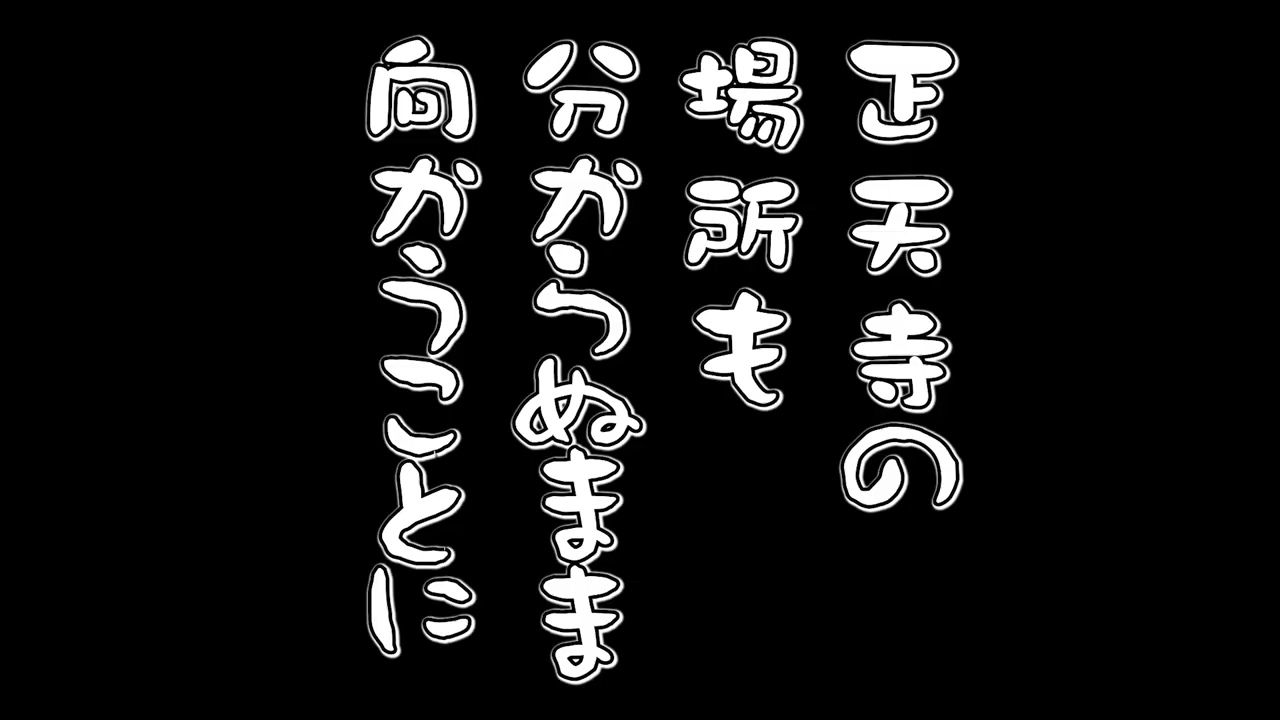 正天寺の
場所も
分からぬまま
向かうことに